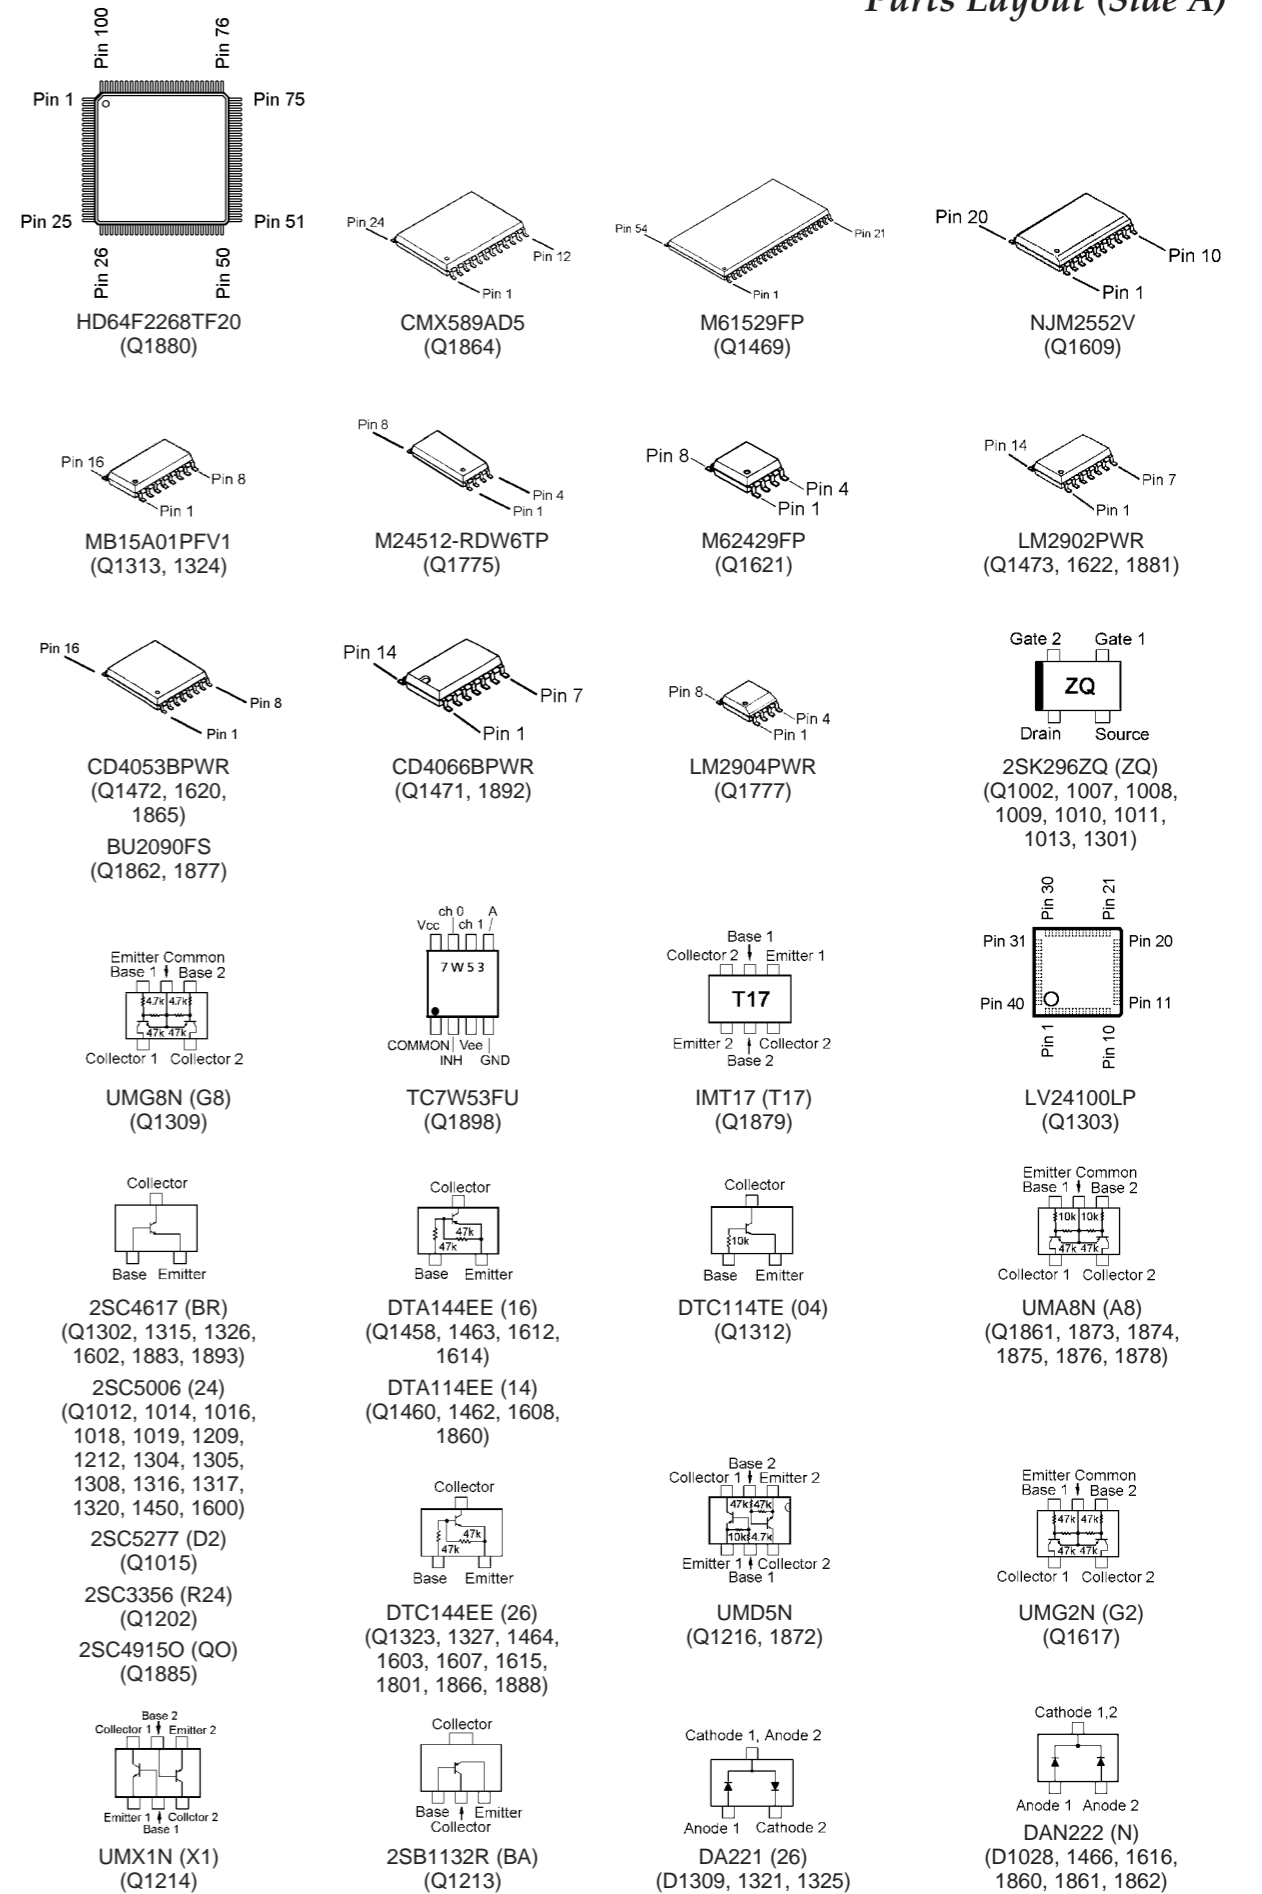 Parts Layout (Side A)
Pin 100
Pin 76
Pin 1
Pin 75
Pin 25
Pin 51
Pin 26
Pin 50
HD64F2268TF20
(Q1880)
Pin 24
Pin 12
Pin 1
CMX589AD5
(Q1864)
Pin 54
Pin 21
Pin 1
M61529FP
(Q1469)
Pin 20
Pin 10
Pin 1
NJM2552V
(Q1609)
Pin 16
Pin 8
Pin 1
MB15A01PFV1
(Q1313, 1324)
Pin 8
Pin 4
Pin 1
M24512-RDW6TP
(Q1775)
Pin 8
Pin 4
Pin 1
M62429FP
(Q1621)
Pin 14
Pin 7
Pin 1
LM2902PWR
(Q1473, 1622, 1881)
Pin 16
Pin 8
Pin 1
CD4053BPWR
(Q1472, 1620,
1865)
BU2090FS
(Q1862, 1877)
Pin 14
Pin 7
Pin 1
CD4066BPWR
(Q1471, 1892)
Pin 8
Pin 4
Pin 1
LM2904PWR
(Q1777)
Gate 2 Gate 1
ZQ
Drain Source
2SK296ZQ (ZQ)
(Q1002, 1007, 1008,
1009, 1010, 1011,
1013, 1301)
Emitter Common
Base 1 Base 2
4.7k 4.7k
47k 47k
Collector 1 Collector 2
UMG8N (G8)
(Q1309)
ch 0 A
Vcc ch 1
7W53
COMMON Vee
INH GND
TC7W53FU
(Q1898)
Base 1
Collector 2 Emitter 1
T17
Emitter 2 Collector 2
Base 2
IMT17 (T17)
(Q1879)
Pin 30
Pin 21
Pin 31
Pin 20
Pin 40
Pin 11
Pin 1
Pin 10
LV24100LP
(Q1303)
Collector
Base Emitter
2SC4617 (BR)
(Q1302, 1315, 1326,
1602, 1883, 1893)
2SC5006 (24)
(Q1012, 1014, 1016,
1018, 1019, 1209,
1212, 1304, 1305,
1308, 1316, 1317,
1320, 1450, 1600)
2SC5277 (D2)
(Q1015)
2SC3356 (R24)
(Q1202)
2SC4915O (QO)
(Q1885)
Collector
47k
47k
Base Emitter
DTA144EE (16)
(Q1458, 1463, 1612,
1614)
DTA114EE (14)
(Q1460, 1462, 1608,
1860)
Collector
47k
47k
Base Emitter
DTC144EE (26)
(Q1323, 1327, 1464,
1603, 1607, 1615,
1801, 1866, 1888)
Collector
10k
Base Emitter
DTC114TE (04)
(Q1312)
Base 2
Collector 1 Emitter 2
47k 47k
10k 4.7k
Emitter 1 Collector 2
Base 1
UMD5N
(Q1216, 1872)
Emitter Common
Base 1 Base 2
10k 10k
47k 47k
Collector 1 Collector 2
UMA8N (A8)
(Q1861, 1873, 1874,
1875, 1876, 1878)
Emitter Common
Base 1 Base 2
47k 47k
47k 47k
Collector 1 Collector 2
UMG2N (G2)
(Q1617)
Base 2
Collector 1 Emitter 2
Emitter 1 Collctor 2
Base 1
UMX1N (X1)
(Q1214)
Collector
Base Emitter
Collector
2SB1132R (BA)
(Q1213)
Cathode 1, Anode 2
Anode 1 Cathode 2
DA221 (26)
(D1309, 1321, 1325)
Cathode 1,2
Anode 1 Anode 2
DAN222 (N)
(D1028, 1466, 1616,
1860, 1861, 1862)